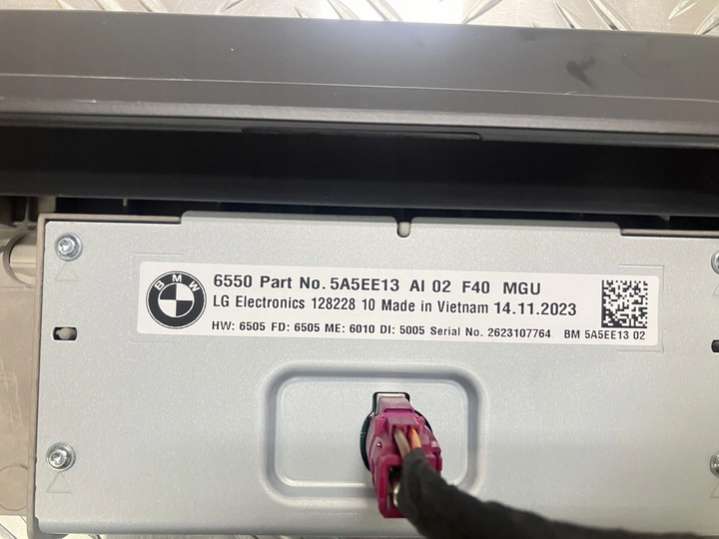 BMW
6550 Part No. 5A5EE13 AI 02 F40 MGU
LG Electronics 128228 10 Made in Vietnam 14.11.2023
HW: 6505 FD: 6505 ME: 6010 DI: 5005 Serial No. 2623107764 BM 5A5EE13 02